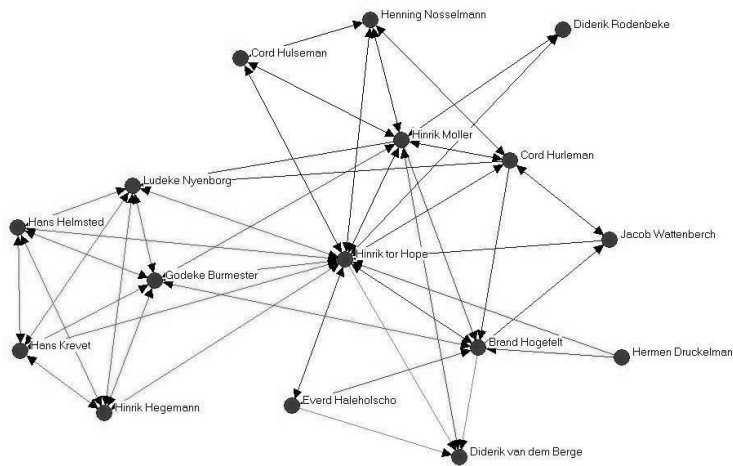 Henning Nosselmann
Diderik Rodenbeke
Cord Hulseman
Hinrik Moller
Cord Hurleman
Ludeke Nyenborg
Hans Helmsted
Jacob Wattenberch
Hinrik tor Hope
Godeke Burmester
Brand Hogefelt
Hans Krevet
Hermen Druckelman
Everd Haleholscho
Hinrik Hegemann
Diderik van dem Berge